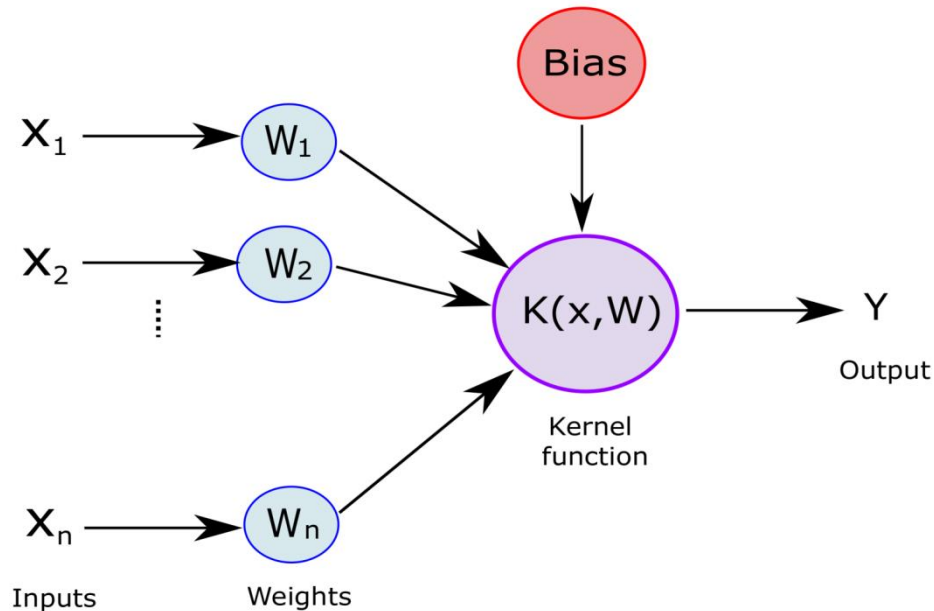 Bias
X₁
W₁
X₂
W₂
K(x,W)
Y
Output
Kernel
function
Xₙ
Wₙ
Inputs
Weights